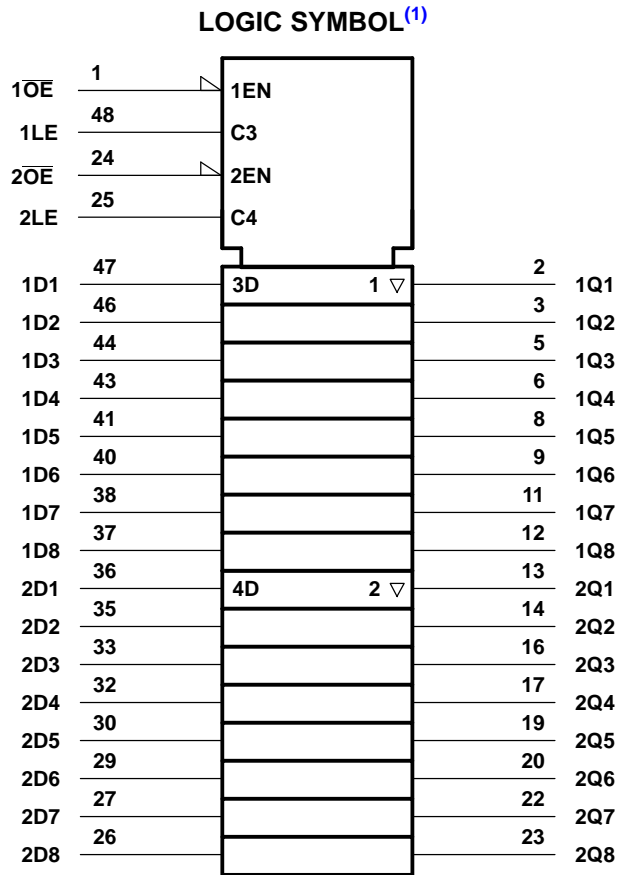 LOGIC SYMBOL(1)
1OE 1 1EN
1LE 48 C3
2OE 24 2EN
2LE 25 C4
1D1 47 3D 1 ▽ 2 1Q1
1D2 46 3 1Q2
1D3 44 5 1Q3
1D4 43 6 1Q4
1D5 41 8 1Q5
1D6 40 9 1Q6
1D7 38 11 1Q7
1D8 37 12 1Q8
2D1 36 4D 2 ▽ 13 2Q1
2D2 35 14 2Q2
2D3 33 16 2Q3
2D4 32 17 2Q4
2D5 30 19 2Q5
2D6 29 20 2Q6
2D7 27 22 2Q7
2D8 26 23 2Q8